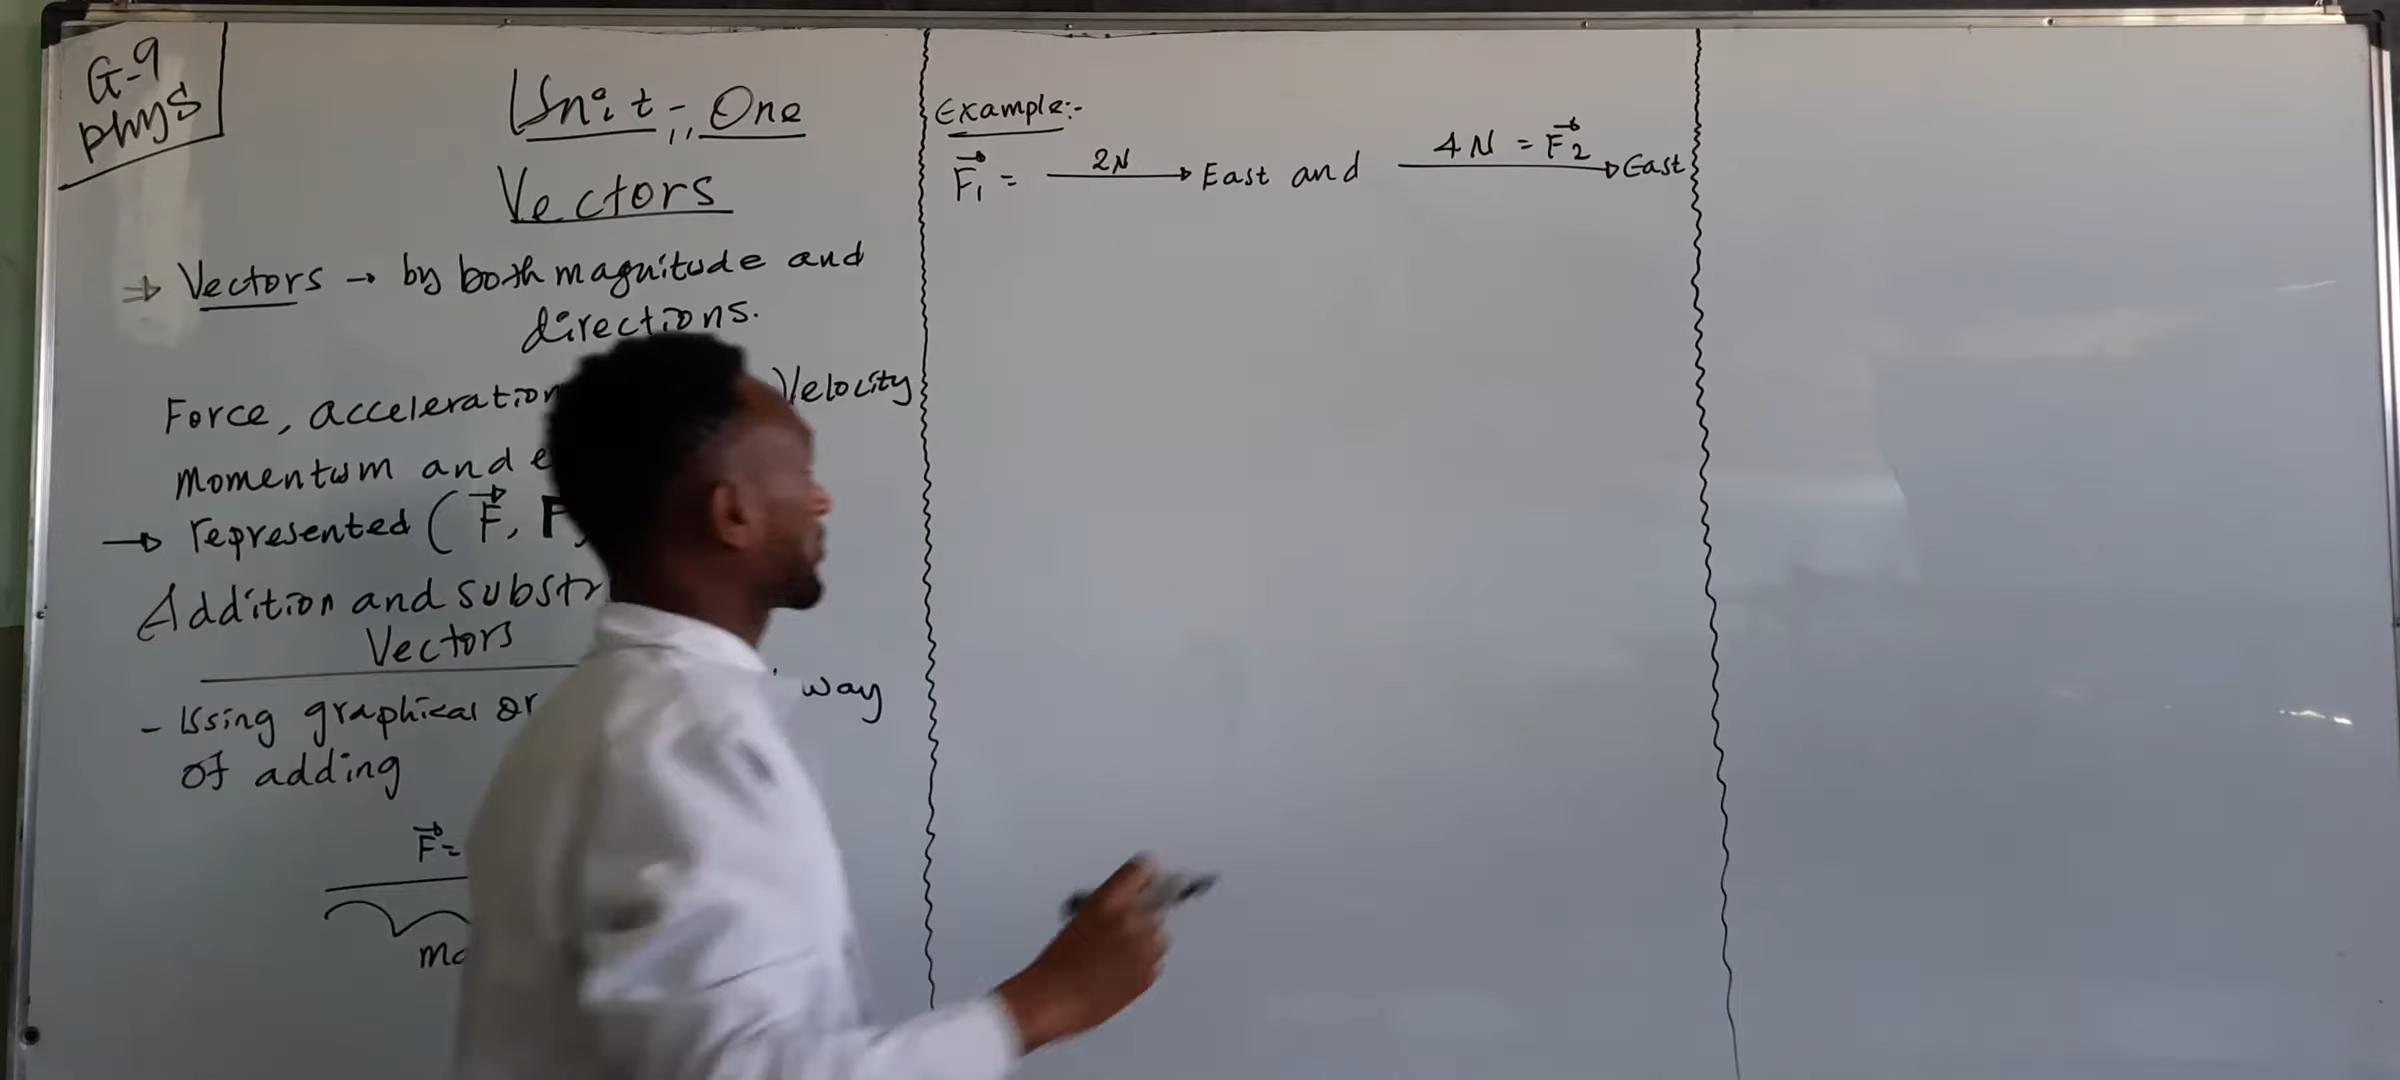 G-9
phys
Unit-,, One
Vectors
⇒ Vectors → by both magnitude and
directions.
Force, acceleration Velocity
momentum and
→ represented ( F⃗, F
Addition and substr
Vectors
- Using graphical or way
of adding
F⃗ =
Example:-
F⃗₁ = 2N → East and 4N = F⃗₂ → East